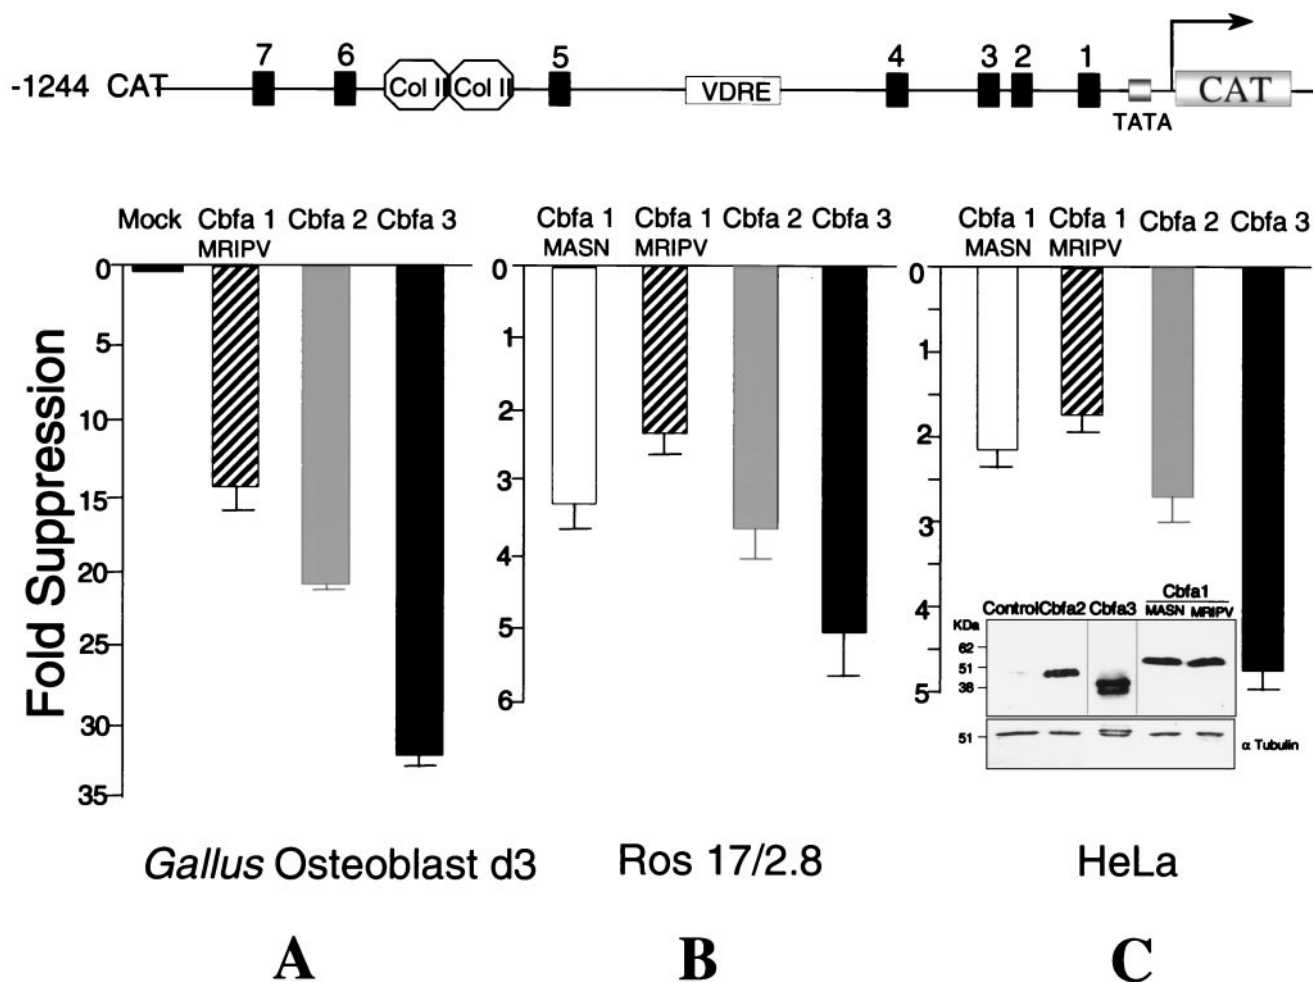 7 6 5 4 3 2 1
-1244 CAT Col II Col II VDRE CAT
TATA
Fold Suppression
Mock Cbfa 1 Cbfa 2 Cbfa 3
MRIPV
0
5
10
15
20
25
30
35
Gallus Osteoblast d3
A
Cbfa 1 Cbfa 1 Cbfa 2 Cbfa 3
MASN MRIPV
0
1
2
3
4
5
6
Ros 17/2.8
B
Cbfa 1 Cbfa 1 Cbfa 2 Cbfa 3
MASN MRIPV
0
1
2
3
4
5
Cbfa1
Control Cbfa2 Cbfa3 MASN MRIPV
KDa
62
51
38
51
α Tubulin
HeLa
C